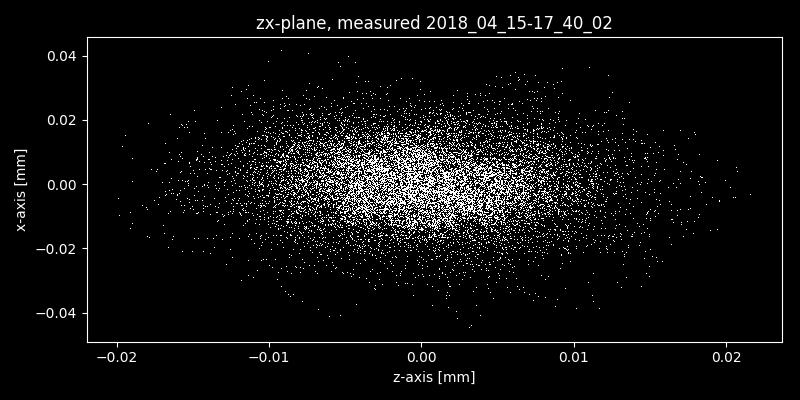 zx-plane, measured 2018_04_15-17_40_02
0.04
0.02
0.00
−0.02
−0.04
x-axis [mm]
−0.02 −0.01 0.00 0.01 0.02
z-axis [mm]